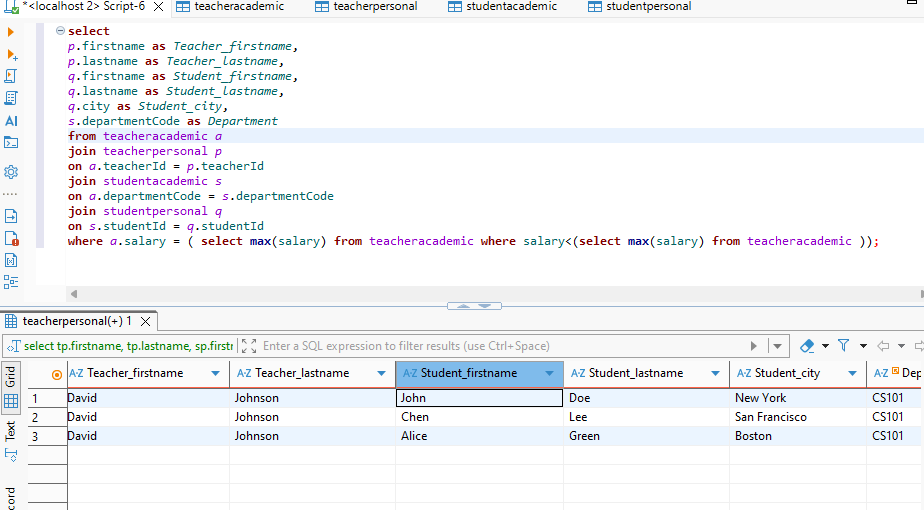 *<localhost 2> Script-6
teacheracademic
teacherpersonal
studentacademic
studentpersonal
select
p.firstname as Teacher_firstname,
p.lastname as Teacher_lastname,
q.firstname as Student_firstname,
q.lastname as Student_lastname,
q.city as Student_city,
s.departmentCode as Department
from teacheracademic a
join teacherpersonal p
on a.teacherId = p.teacherId
join studentacademic s
on a.departmentCode = s.departmentCode
join studentpersonal q
on s.studentId = q.studentId
where a.salary = ( select max(salary) from teacheracademic where salary<(select max(salary) from teacheracademic ));
AI
teacherpersonal(+) 1
select tp.firstname, tp.lastname, sp.firstr
Enter a SQL expression to filter results (use Ctrl+Space)
Grid
Text
A-Z Teacher_firstname A-Z Teacher_lastname A-Z Student_firstname A-Z Student_lastname A-Z Student_city A-Z Dep
1 David Johnson John Doe New York CS101
2 David Johnson Chen Lee San Francisco CS101
3 David Johnson Alice Green Boston CS101
cord